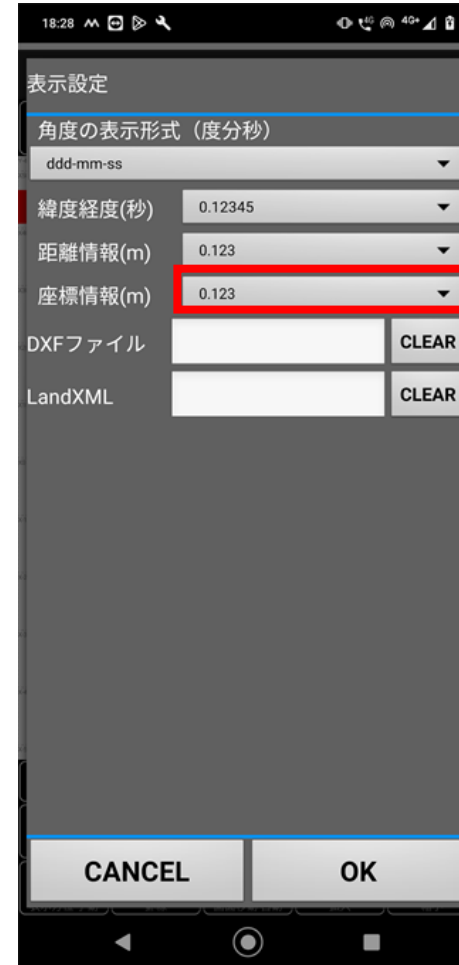 18:28 4G 4G+
表示設定
角度の表示形式（度分秒）
ddd-mm-ss
緯度経度(秒) 0.12345
距離情報(m) 0.123
座標情報(m) 0.123
DXFファイル CLEAR
LandXML CLEAR
CANCEL OK